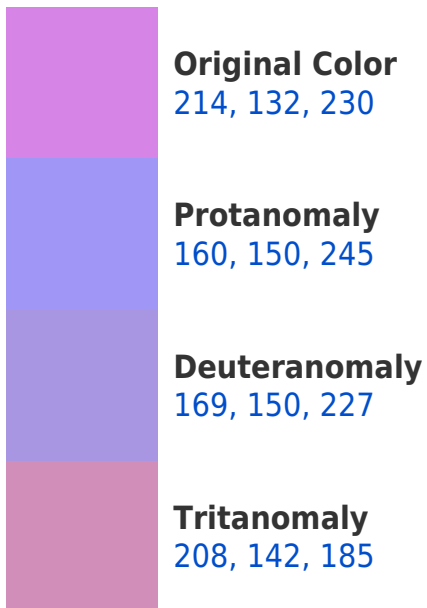 Original Color
214, 132, 230
Protanomaly
160, 150, 245
Deuteranomaly
169, 150, 227
Tritanomaly
208, 142, 185